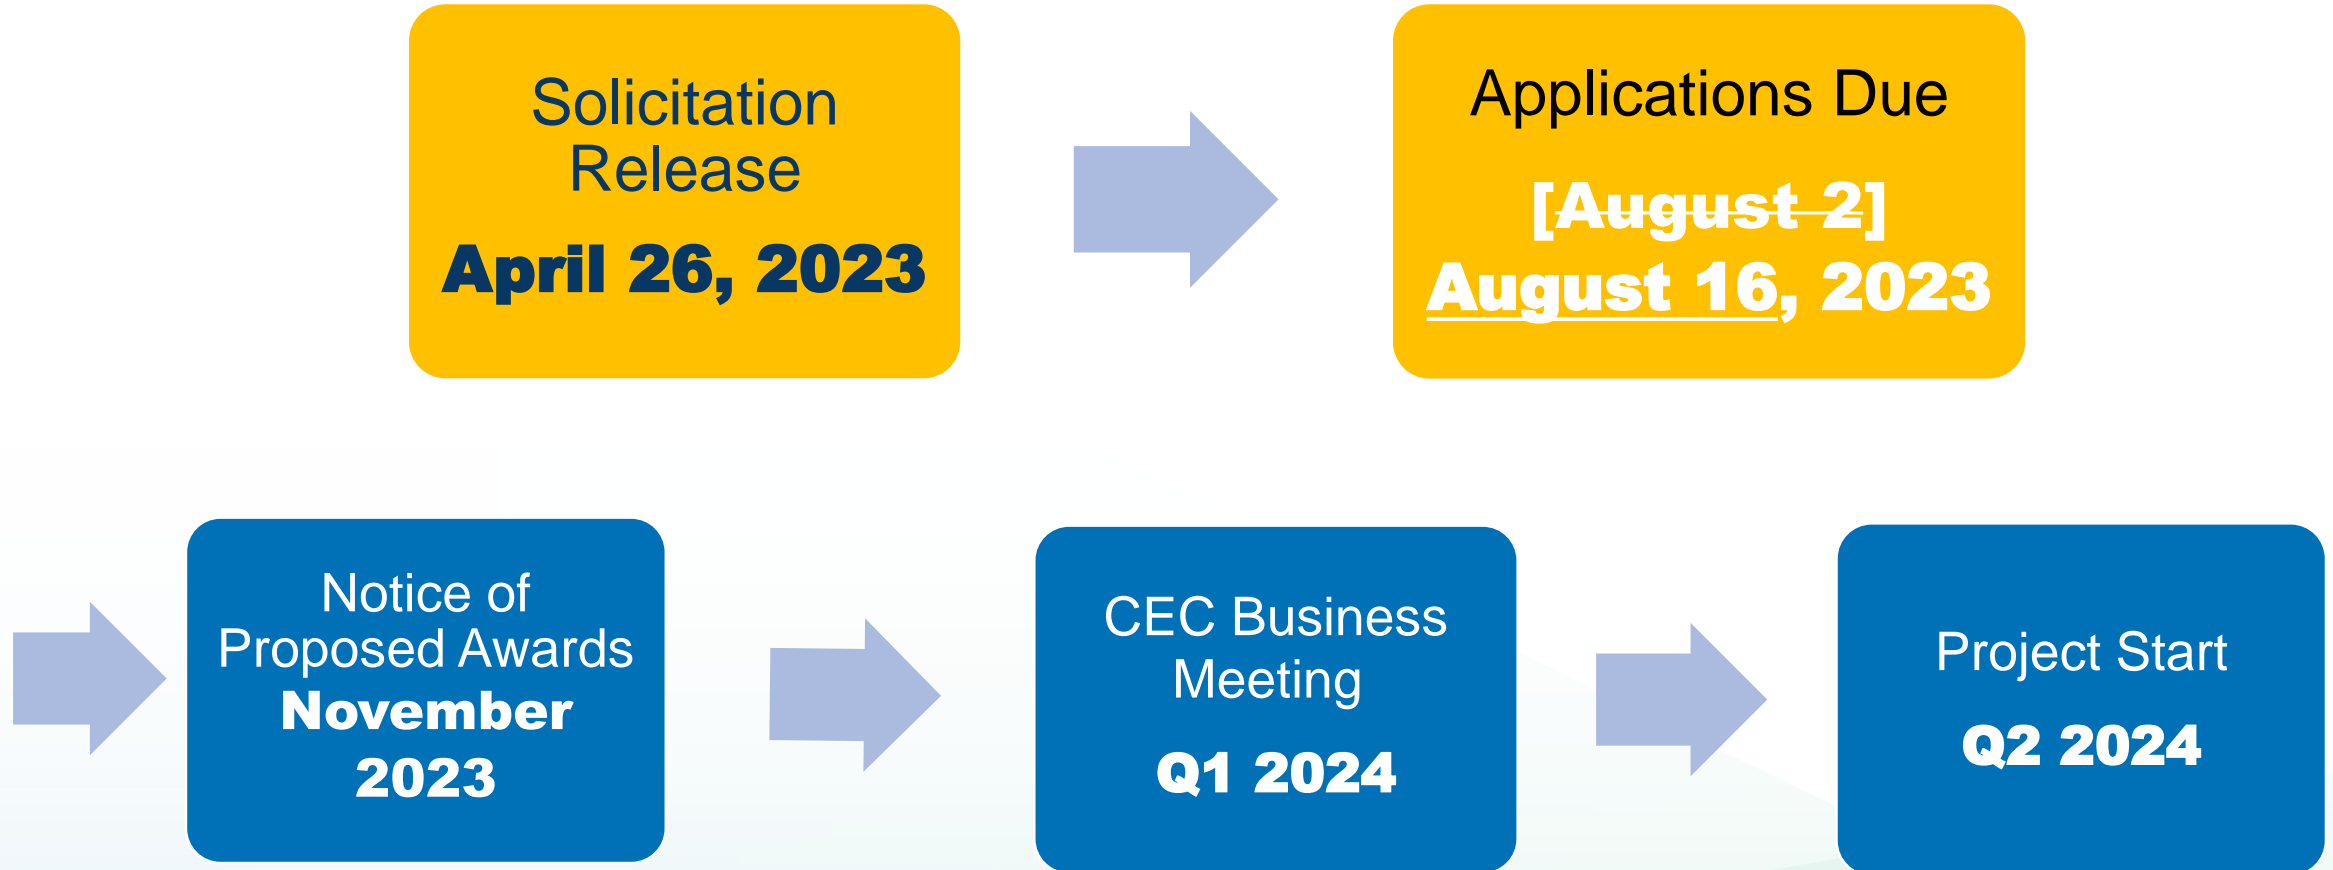 Solicitation
Release
April 26, 2023
Applications Due
[August 2]
August 16, 2023
Notice of
Proposed Awards
November
2023
CEC Business
Meeting
Q1 2024
Project Start
Q2 2024